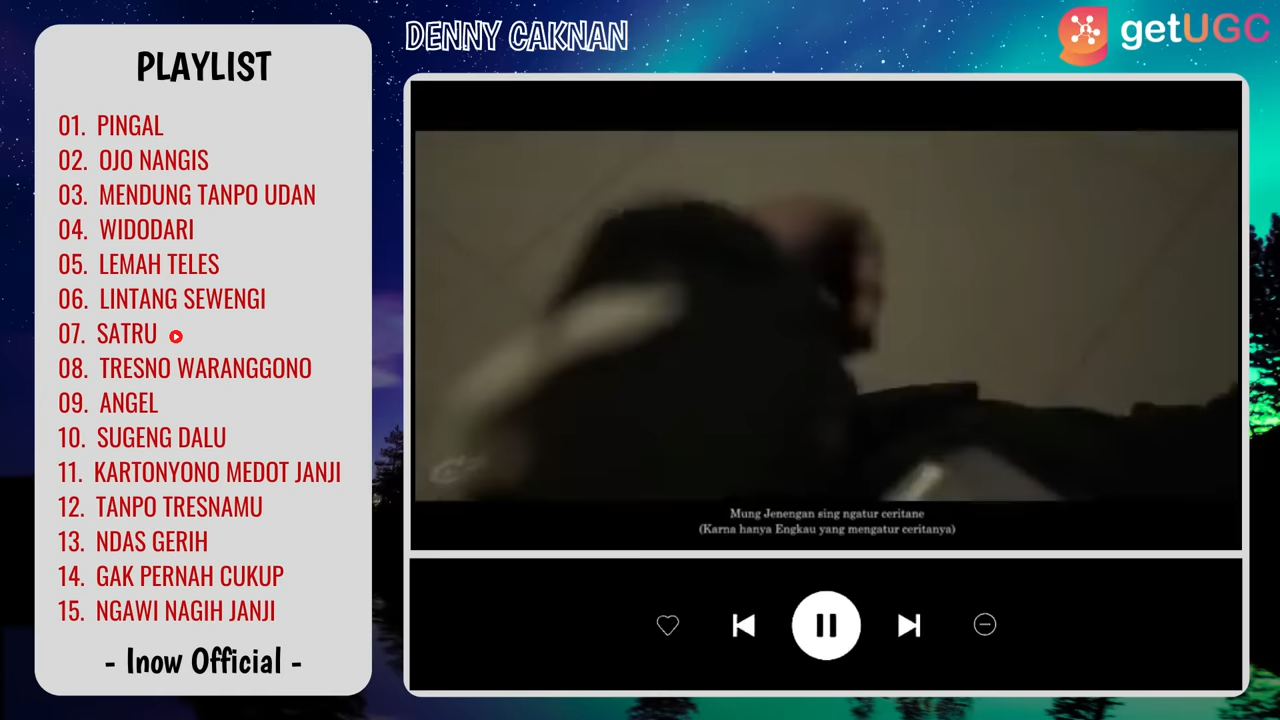 PLAYLIST
01. PINGAL
02. OJO NANGIS
03. MENDUNG TANPO UDAN
04. WIDODARI
05. LEMAH TELES
06. LINTANG SEWENGI
07. SATRU
08. TRESNO WARANGGONO
09. ANGEL
10. SUGENG DALU
11. KARTONYONO MEDOT JANJI
12. TANPO TRESNAMU
13. NDAS GERIH
14. GAK PERNAH CUKUP
15. NGAWI NAGIH JANJI
- Inow Official -
DENNY CAKNAN
getUGC
Mung Jenengan sing ngatur ceritane
(Karna hanya Engkau yang mengatur ceritanya)